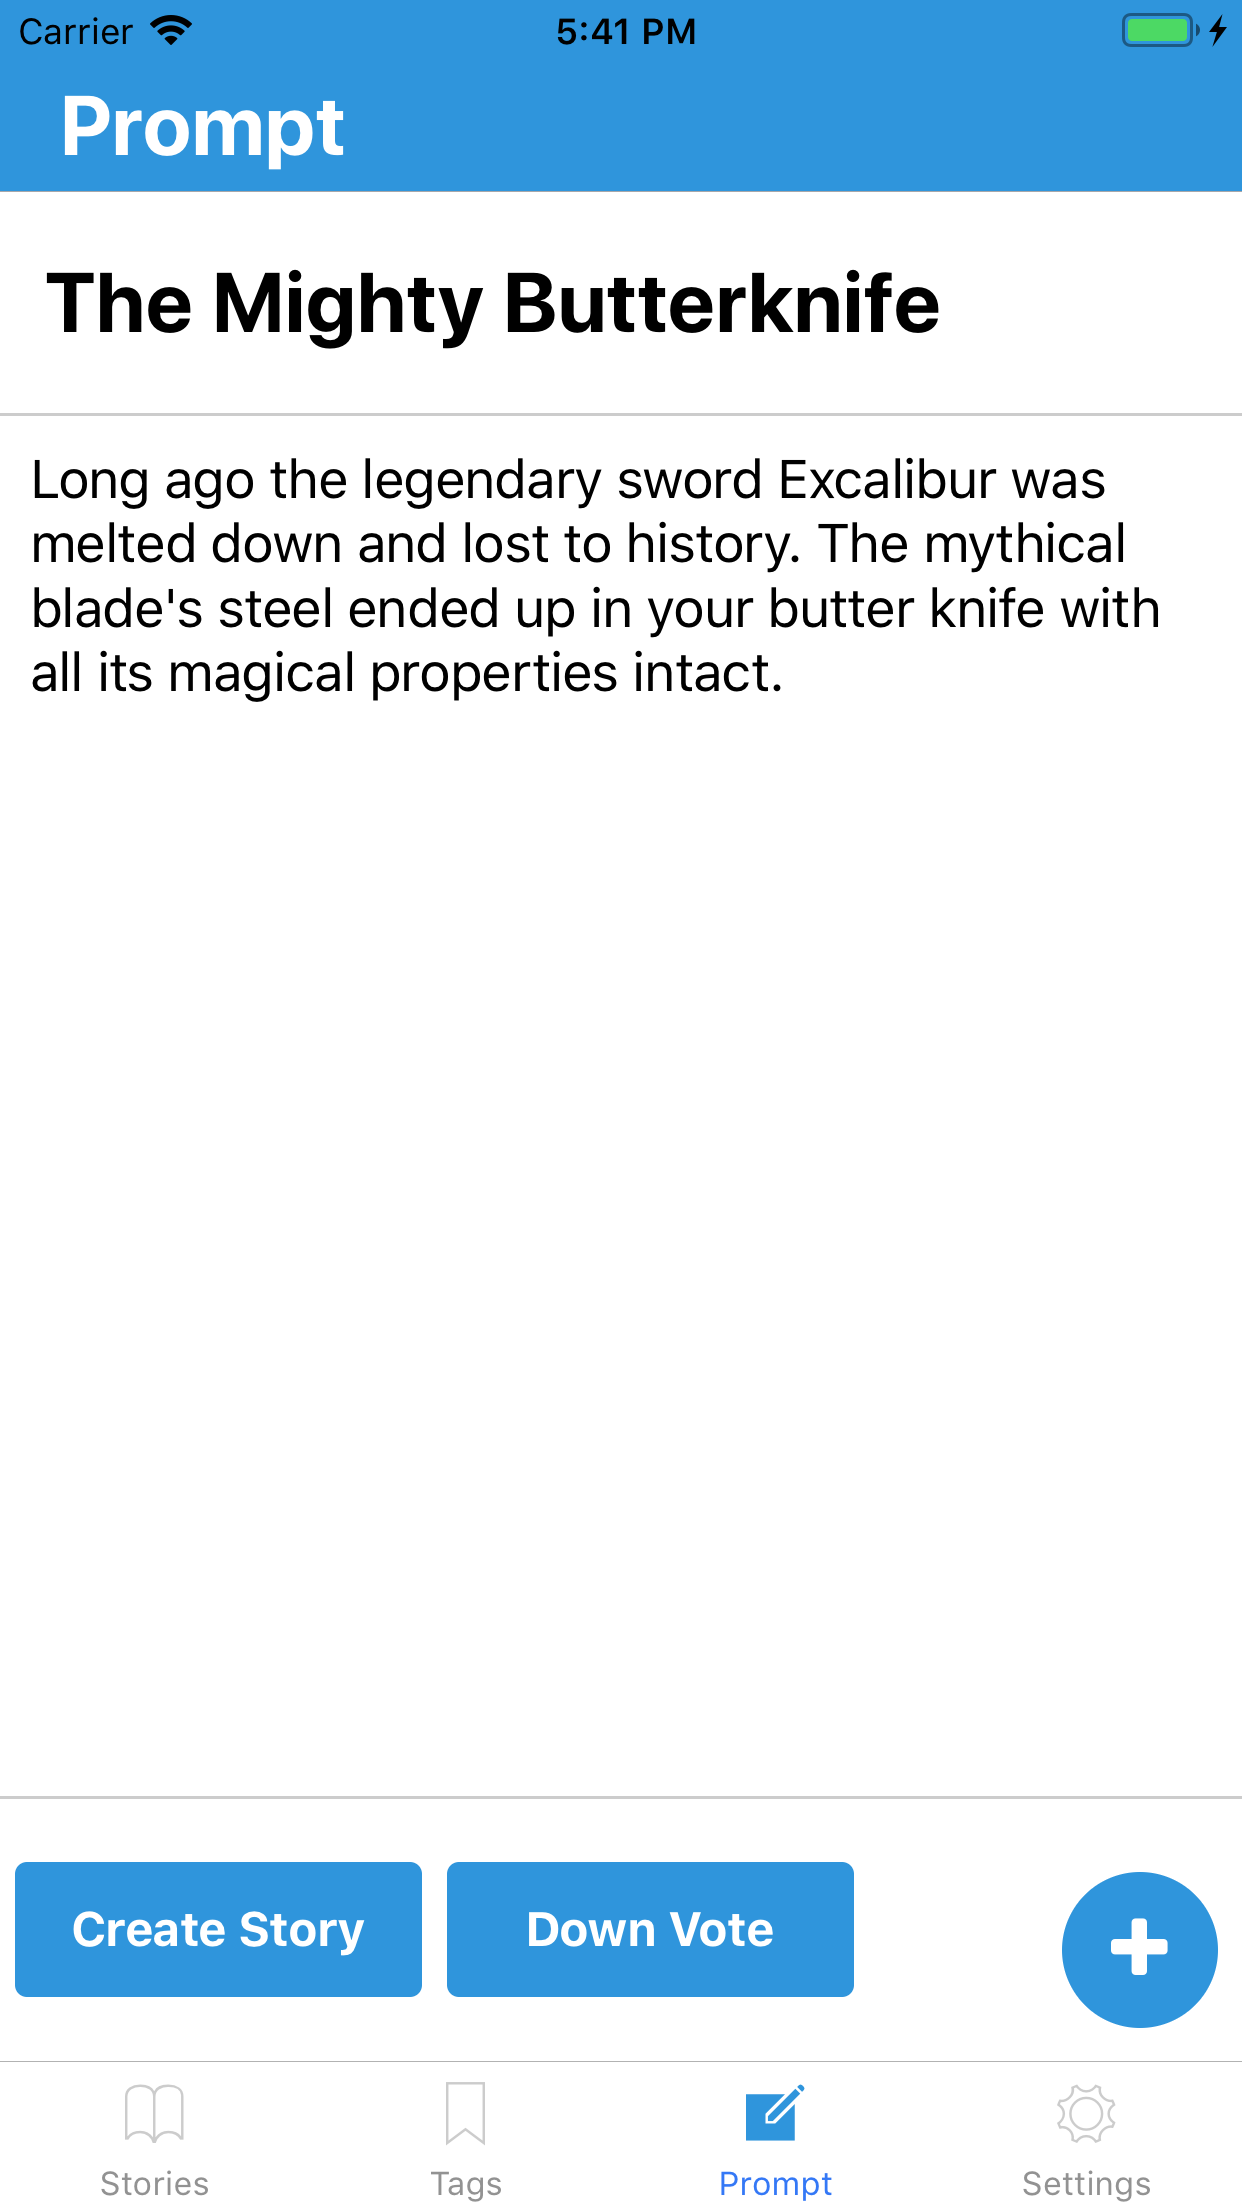 Carrier
5:41 PM
Prompt
The Mighty Butterknife
Long ago the legendary sword Excalibur was
melted down and lost to history. The mythical
blade's steel ended up in your butter knife with
all its magical properties intact.
Create Story
Down Vote
Stories
Tags
Prompt
Settings